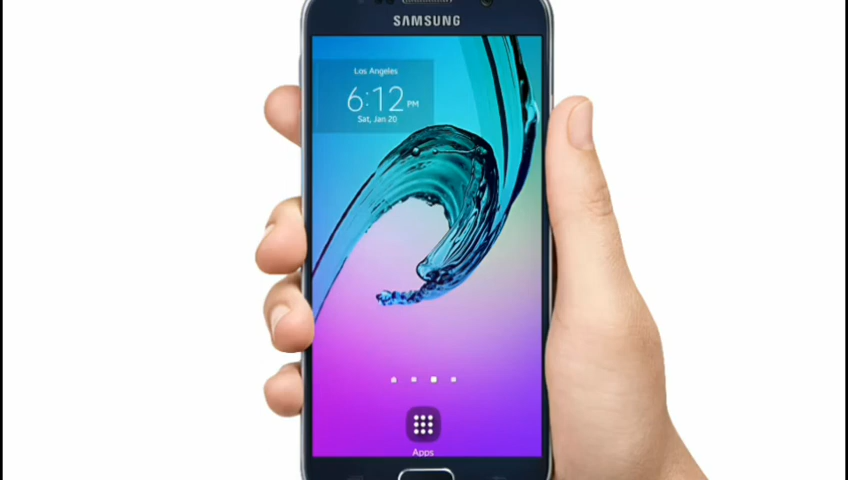 SAMSUNG
Los Angeles
6:12 PM
Sat, Jan 20
Apps